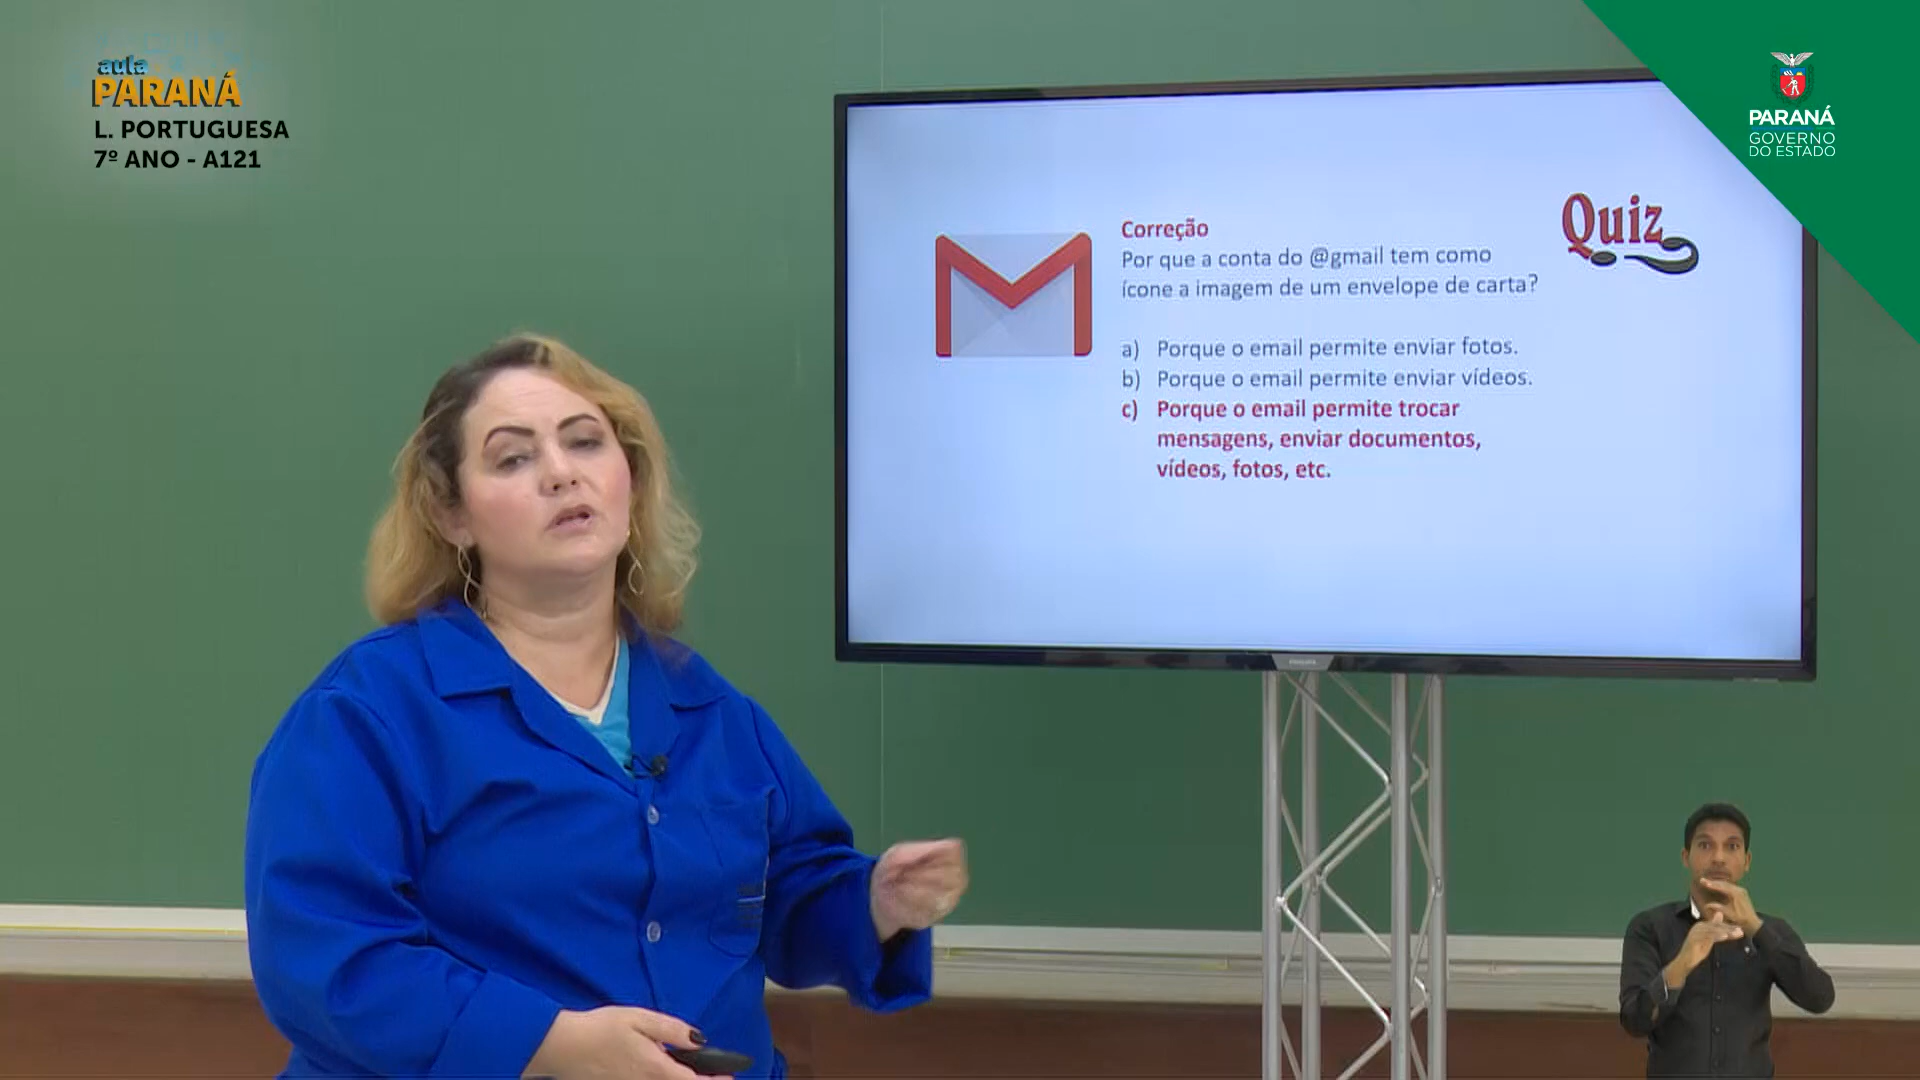 aula
PARANÁ
L. PORTUGUESA
7º ANO - A121
PARANÁ
GOVERNO
DO ESTADO
Quiz
Correção
Por que a conta do @gmail tem como
ícone a imagem de um envelope de carta?
a) Porque o email permite enviar fotos.
b) Porque o email permite enviar vídeos.
c) Porque o email permite trocar
mensagens, enviar documentos,
vídeos, fotos, etc.